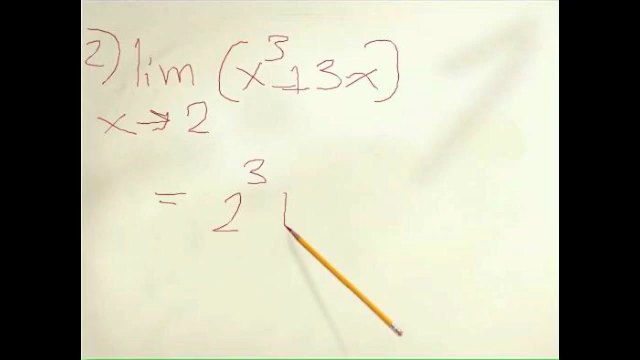 2) lim (x³+3x)
x→2
= 2³